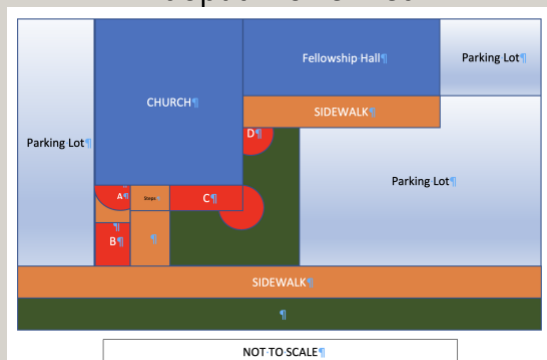 Fellowship Hall¶
Parking Lot¶
CHURCH¶
SIDEWALK¶
D¶
Parking Lot¶
Parking Lot¶
A¶
Steps
C¶
¶
B¶
¶
SIDEWALK¶
¶
NOT TO SCALE¶